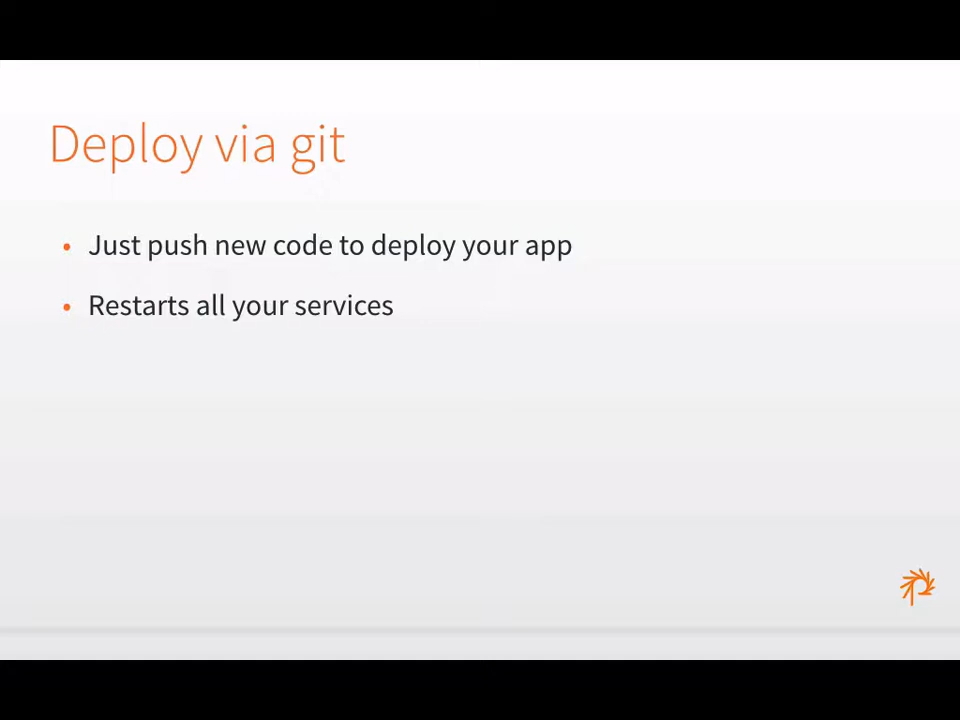 Deploy via git
• Just push new code to deploy your app
• Restarts all your services